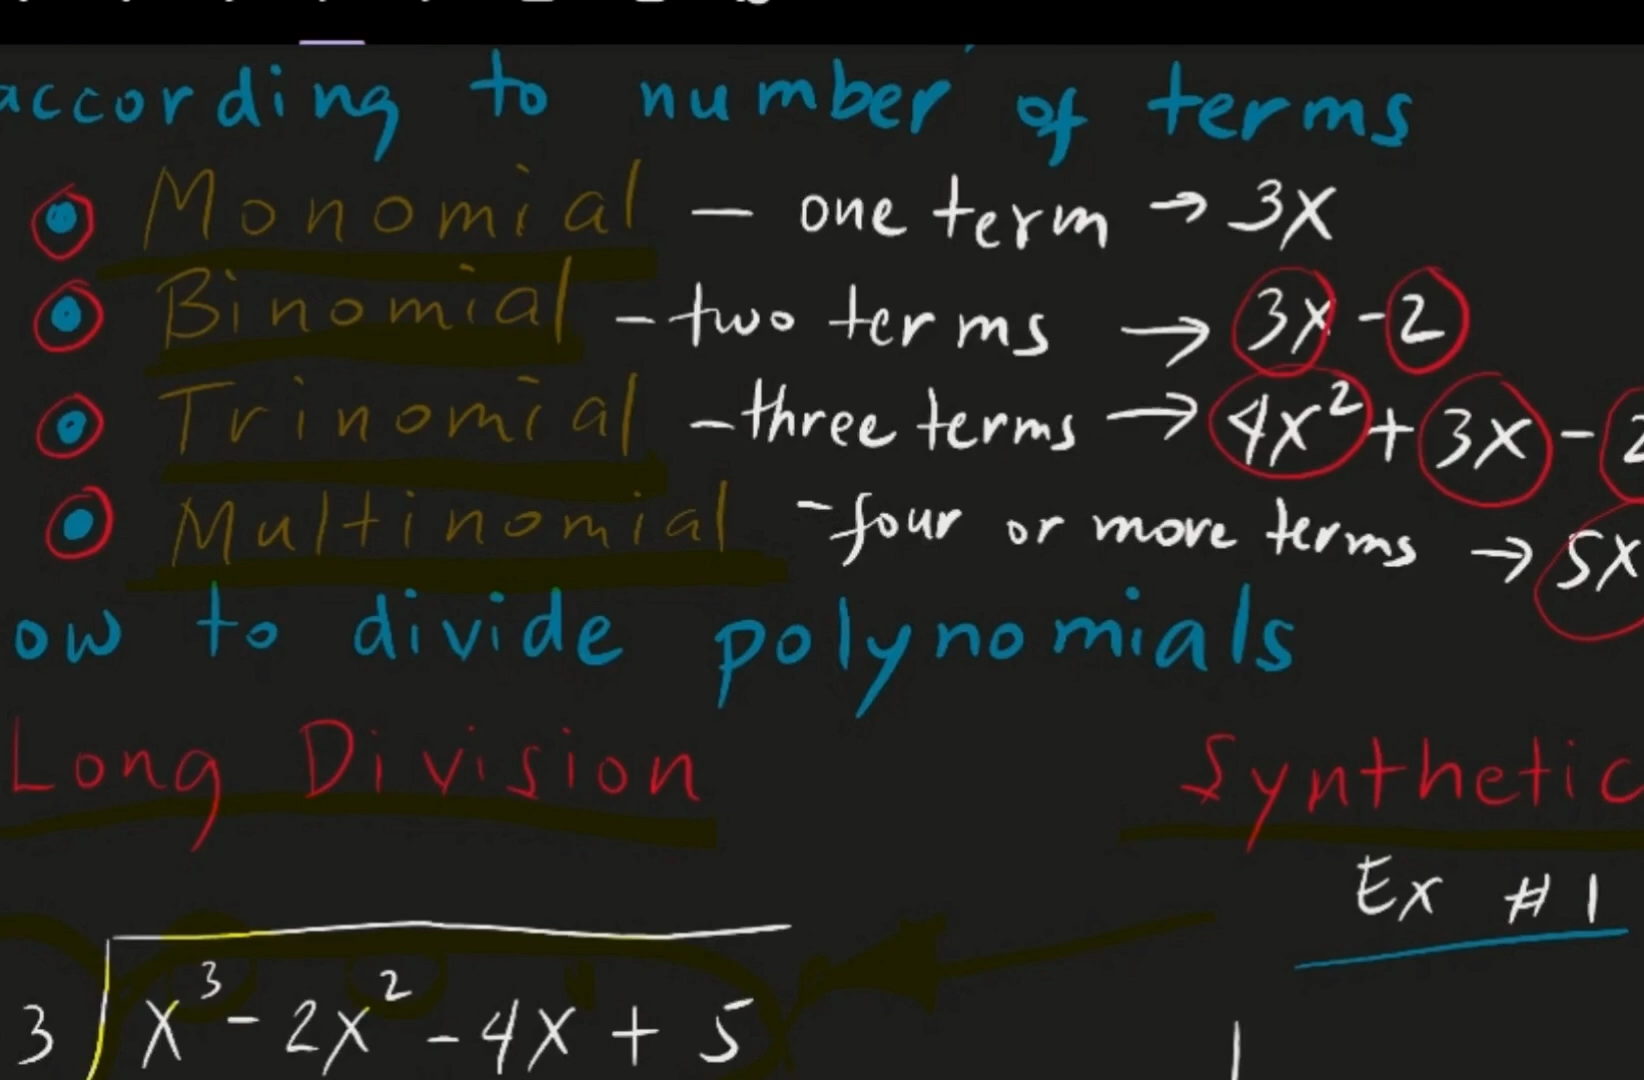 according to number of terms
Monomial - one term → 3x
Binomial - two terms → 3x - 2
Trinomial - three terms → 4x² + 3x - 2
Multinomial - four or more terms → 5x
ow to divide polynomials
Long Division
Synthetic
Ex # 1
3 x³ - 2x² - 4x + 5